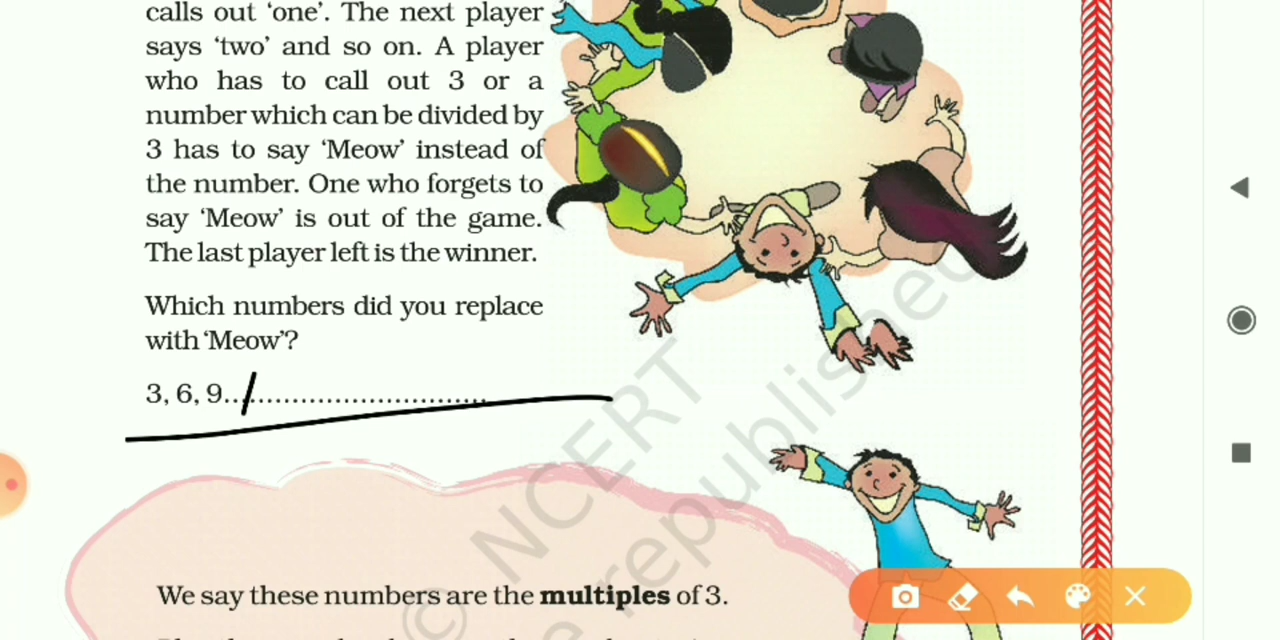 calls out ‘one’. The next player
says ‘two’ and so on. A player
who has to call out 3 or a
number which can be divided by
3 has to say ‘Meow’ instead of
the number. One who forgets to
say ‘Meow’ is out of the game.
The last player left is the winner.
Which numbers did you replace
with ‘Meow’?
3, 6, 9..................................
We say these numbers are the multiples of 3.
© NCERT
republished